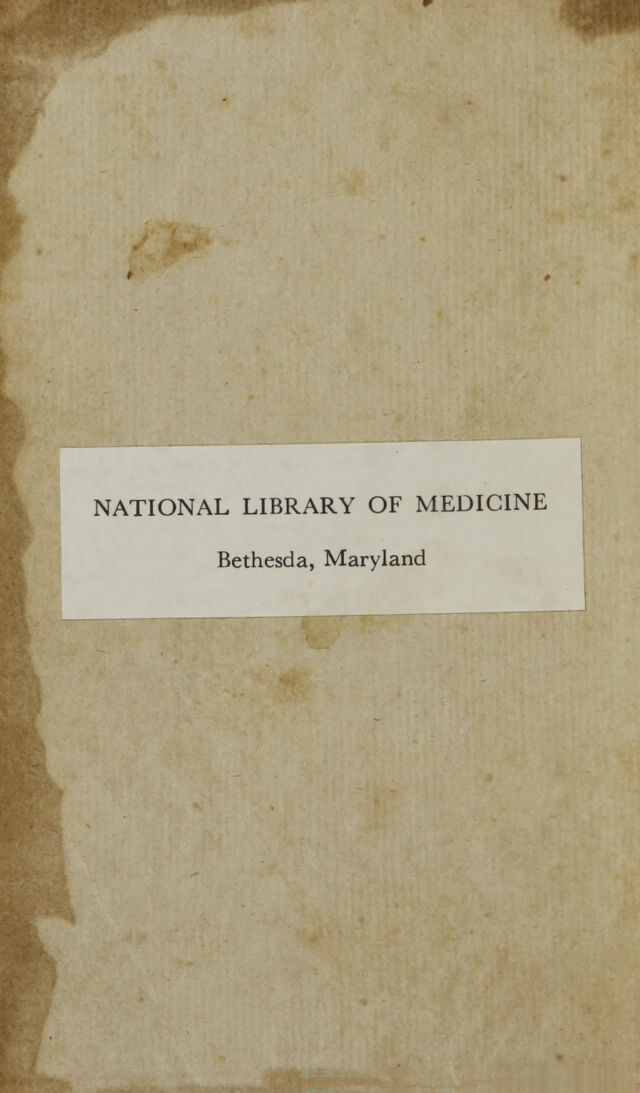 NATIONAL LIBRARY OF MEDICINE
Bethesda, Maryland